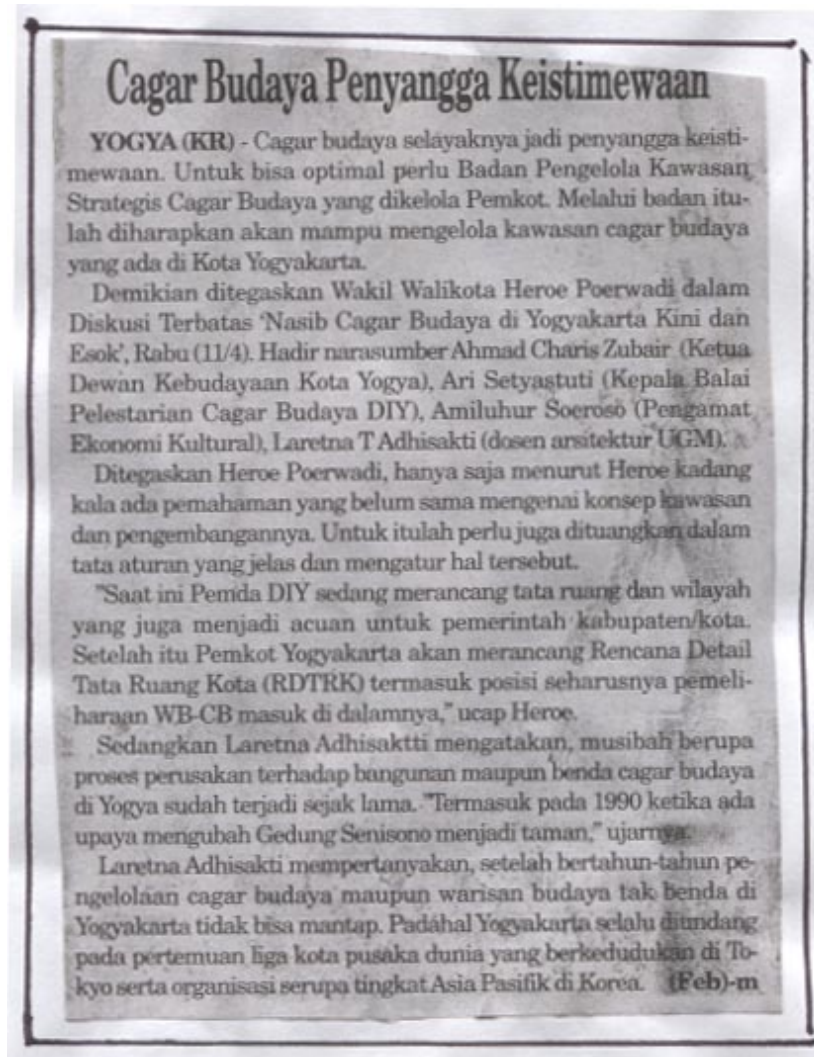 Cagar Budaya Penyangga Keistimewaan
YOGYA (KR) - Cagar budaya selayaknya jadi penyangga keisti-
mewaan. Untuk bisa optimal perlu Badan Pengelola Kawasan
Strategis Cagar Budaya yang dikelola Pemkot. Melalui badan itu-
lah diharapkan akan mampu mengelola kawasan cagar budaya
yang ada di Kota Yogyakarta.
Demikian ditegaskan Wakil Walikota Heroe Poerwadi dalam
Diskusi Terbatas 'Nasib Cagar Budaya di Yogyakarta Kini dan
Esok', Rabu (11/4). Hadir narasumber Ahmad Charis Zubair (Ketua
Dewan Kebudayaan Kota Yogya), Ari Setyastuti (Kepala Balai
Pelestarian Cagar Budaya DIY), Amiluhur Soeroso (Pengamat
Ekonomi Kultural), Laretna T Adhisakti (dosen arsitektur UGM).
Ditegaskan Heroe Poerwadi, hanya saja menurut Heroe kadang
kala ada pemahaman yang belum sama mengenai konsep kawasan
dan pengembangannya. Untuk itulah perlu juga dituangkan dalam
tata aturan yang jelas dan mengatur hal tersebut.
"Saat ini Pemda DIY sedang merancang tata ruang dan wilayah
yang juga menjadi acuan untuk pemerintah kabupaten/kota.
Setelah itu Pemkot Yogyakarta akan merancang Rencana Detail
Tata Ruang Kota (RDTRK) termasuk posisi seharusnya pemeli-
haraan WB-CB masuk di dalamnya," ucap Heroe.
Sedangkan Laretna Adhisaktti mengatakan, musibah berupa
proses perusakan terhadap bangunan maupun benda cagar budaya
di Yogya sudah terjadi sejak lama. "Termasuk pada 1990 ketika ada
upaya mengubah Gedung Senisono menjadi taman," ujarnya.
Laretna Adhisakti mempertanyakan, setelah bertahun-tahun pe-
ngelolaan cagar budaya maupun warisan budaya tak benda di
Yogyakarta tidak bisa mantap. Padahal Yogyakarta selalu diundang
pada pertemuan liga kota pusaka dunia yang berkedudukan di To-
kyo serta organisasi serupa tingkat Asia Pasifik di Korea. (Feb)-m